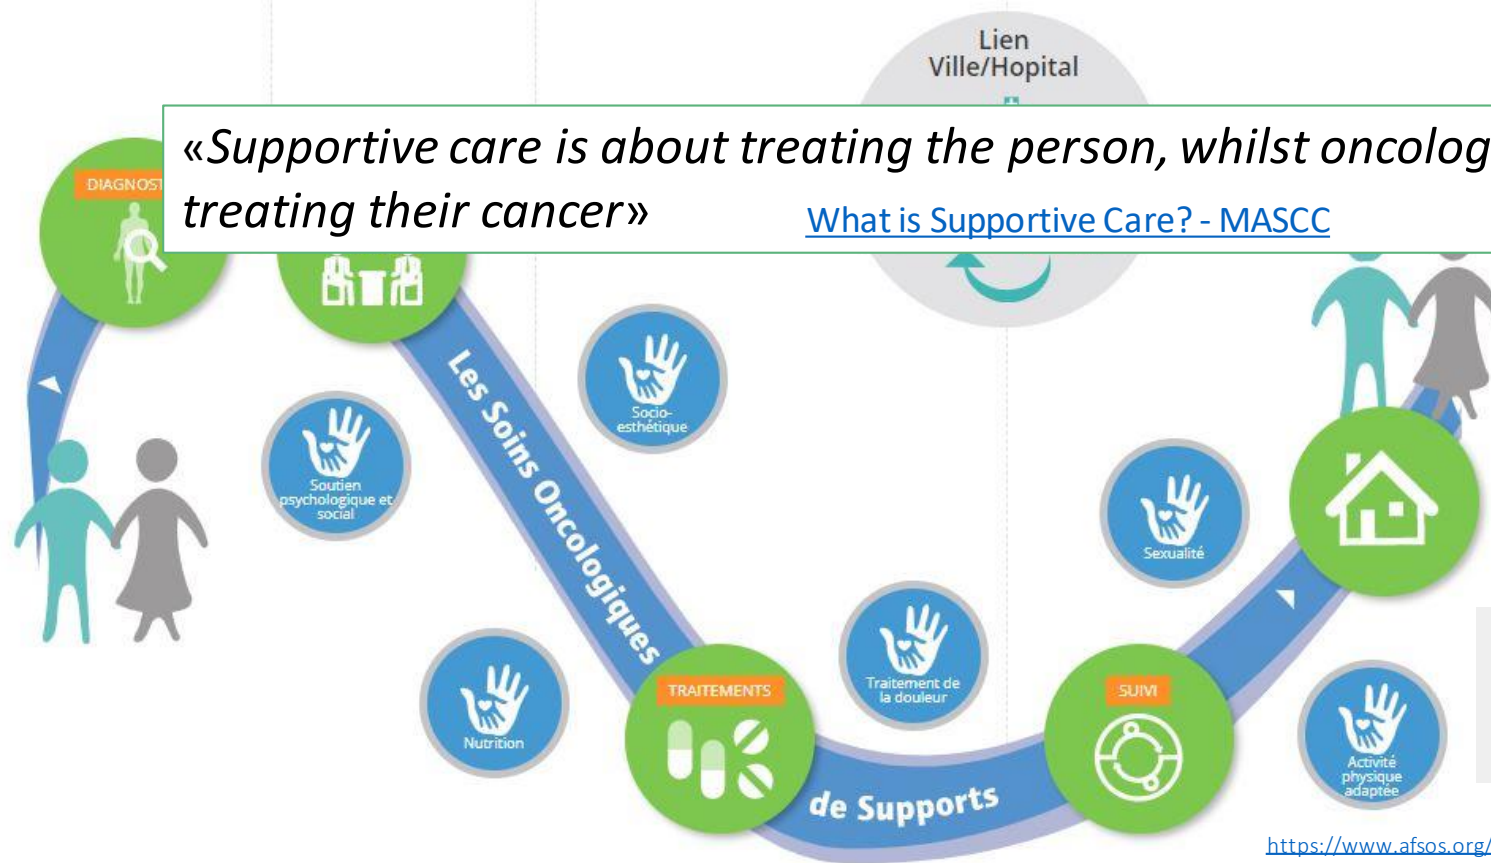 Lien
Ville/Hopital
«Supportive care is about treating the person, whilst oncolog
treating their cancer»
What is Supportive Care? - MASCC
DIAGNOST
Les Soins Oncologiques
de Supports
Socio-
esthétique
Soutien
psychologique et
social
Sexualité
Nutrition
TRAITEMENTS
Traitement de
la douleur
SUIVI
Activité
physique
adaptée
https://www.afsos.org/